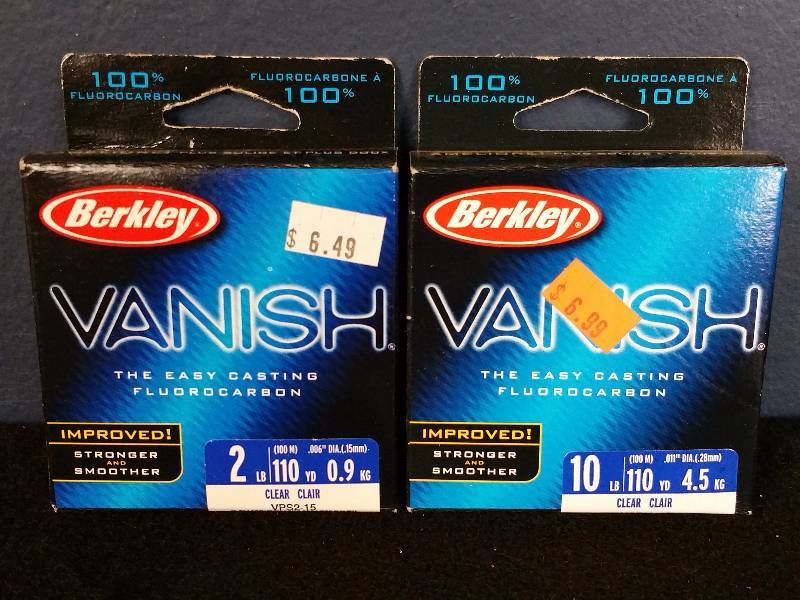 100%
FLUOROCARBON
FLUOROCARBONE À
100%
Berkley
$ 6.49
VANISH
THE EASY CASTING
FLUOROCARBON
IMPROVED!
STRONGER
AND
SMOOTHER
(100 M) .006" DIA.(.15mm)
2 LB 110 YD 0.9 KG
CLEAR CLAIR
VPS2-15
100%
FLUOROCARBON
FLUOROCARBONE À
100%
Berkley
$ 6.99
VANISH
THE EASY CASTING
FLUOROCARBON
IMPROVED!
STRONGER
AND
SMOOTHER
(100 M) .011" DIA.(.28mm)
10 LB 110 YD 4.5 KG
CLEAR CLAIR